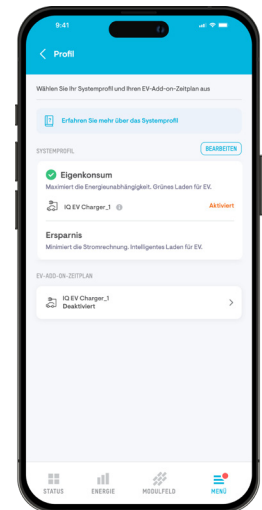 9:41
Profil
Wählen Sie Ihr Systemprofil und Ihren EV-Add-on-Zeitplan aus
Erfahren Sie mehr über das Systemprofil
SYSTEMPROFIL
BEARBEITEN
Eigenkonsum
Maximiert die Energieunabhängigkeit. Grünes Laden für EV.
IQ EV Charger_1
Aktiviert
Ersparnis
Minimiert die Stromrechnung. Intelligentes Laden für EV.
EV-ADD-ON-ZEITPLAN
IQ EV Charger_1
Deaktiviert
STATUS ENERGIE MODULFELD MENÜ